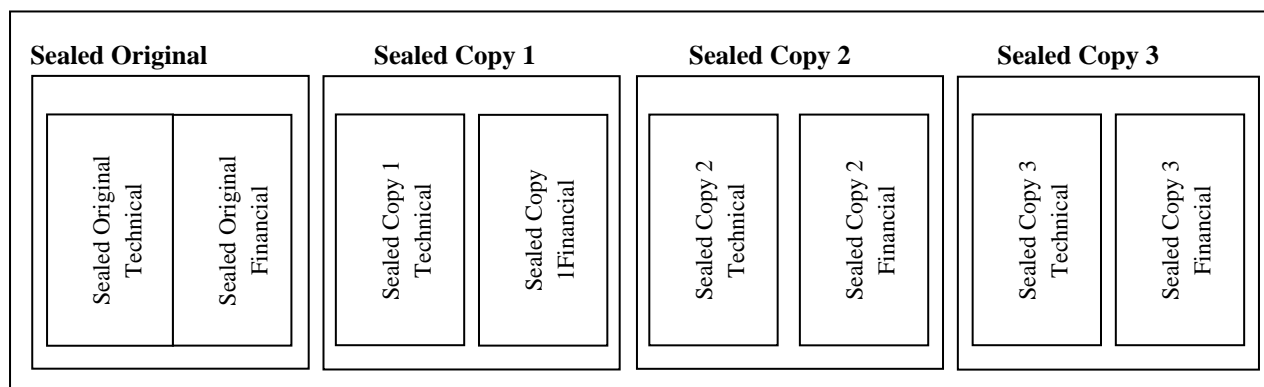 Sealed Original
Sealed Copy 1
Sealed Copy 2
Sealed Copy 3
Sealed Original
Technical
Sealed Original
Financial
Sealed Copy 1
Technical
Sealed Copy
1Financial
Sealed Copy 2
Technical
Sealed Copy 2
Financial
Sealed Copy 3
Technical
Sealed Copy 3
Financial